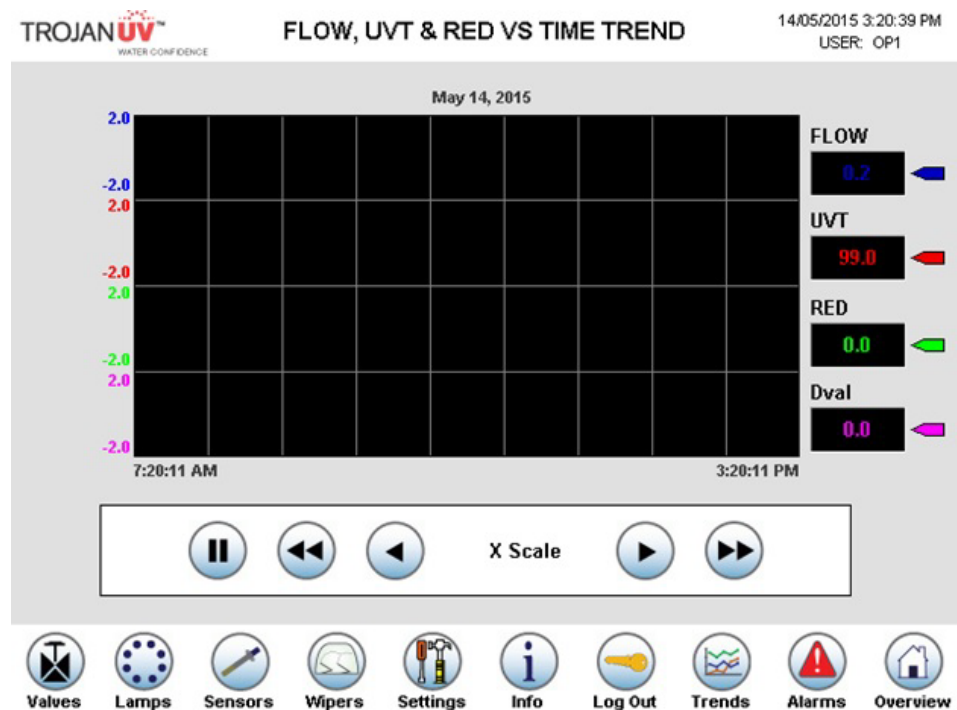 TROJAN UV™
WATER CONFIDENCE
FLOW, UVT & RED VS TIME TREND
14/05/2015 3:20:39 PM
USER: OP1
May 14, 2015
2.0
-2.0
2.0
-2.0
2.0
-2.0
2.0
-2.0
7:20:11 AM
3:20:11 PM
FLOW
0.2
UVT
99.0
RED
0.0
Dval
0.0
X Scale
Valves
Lamps
Sensors
Wipers
Settings
i
Info
Log Out
Trends
Alarms
Overview